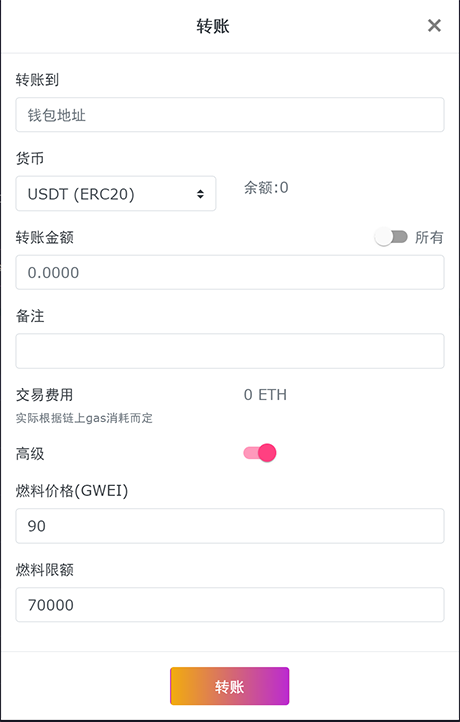 转账
×
转账到
钱包地址
货币
USDT (ERC20)
余额:0
转账金额
所有
0.0000
备注
交易费用
0 ETH
实际根据链上gas消耗而定
高级
燃料价格(GWEI)
90
燃料限额
70000
转账